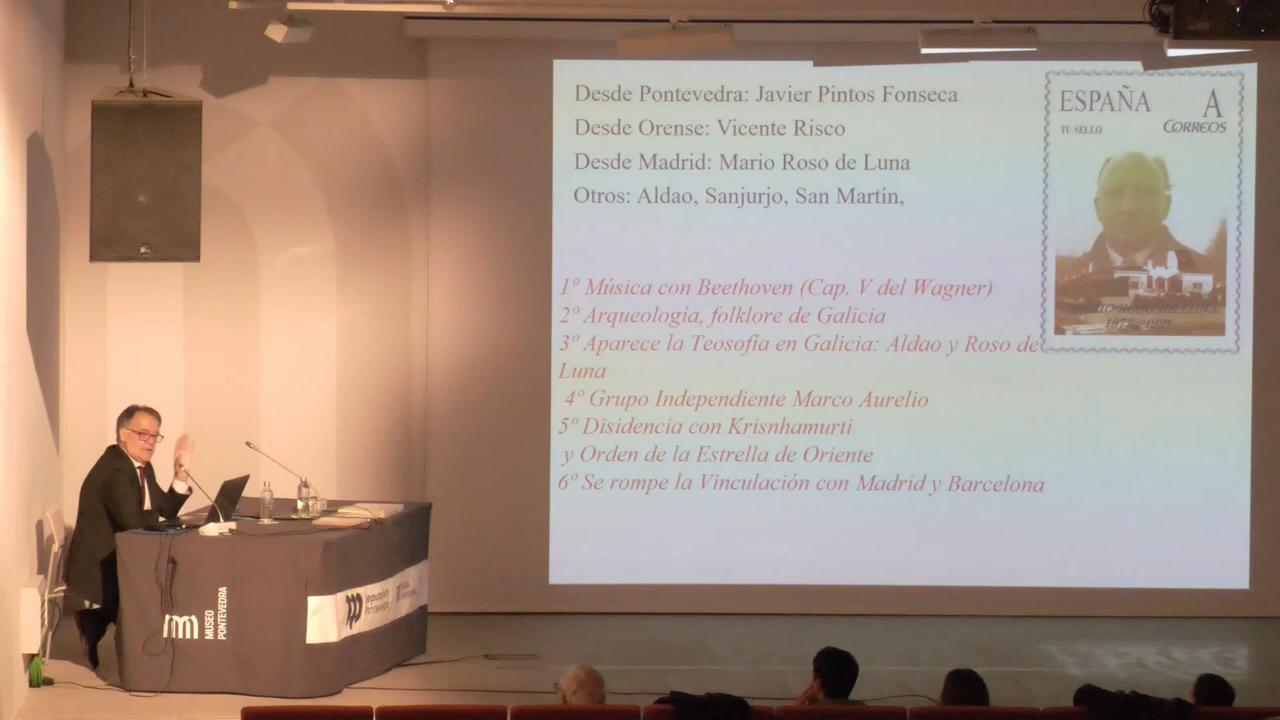 Desde Pontevedra: Javier Pintos Fonseca
Desde Orense: Vicente Risco
Desde Madrid: Mario Roso de Luna
Otros: Aldao, Sanjurjo, San Martín,
ESPAÑA A
TU SELLO CORREOS
1872 - 1931
1º Música con Beethoven (Cap. V del Wagner)
2º Arqueología, folklore de Galicia
3º Aparece la Teosofía en Galicia: Aldao y Roso de
Luna
4º Grupo Independiente Marco Aurelio
5º Disidencia con Krisnhamurti
y Orden de la Estrella de Oriente
6º Se rompe la Vinculación con Madrid y Barcelona
MUSEO
PONTEVEDRA